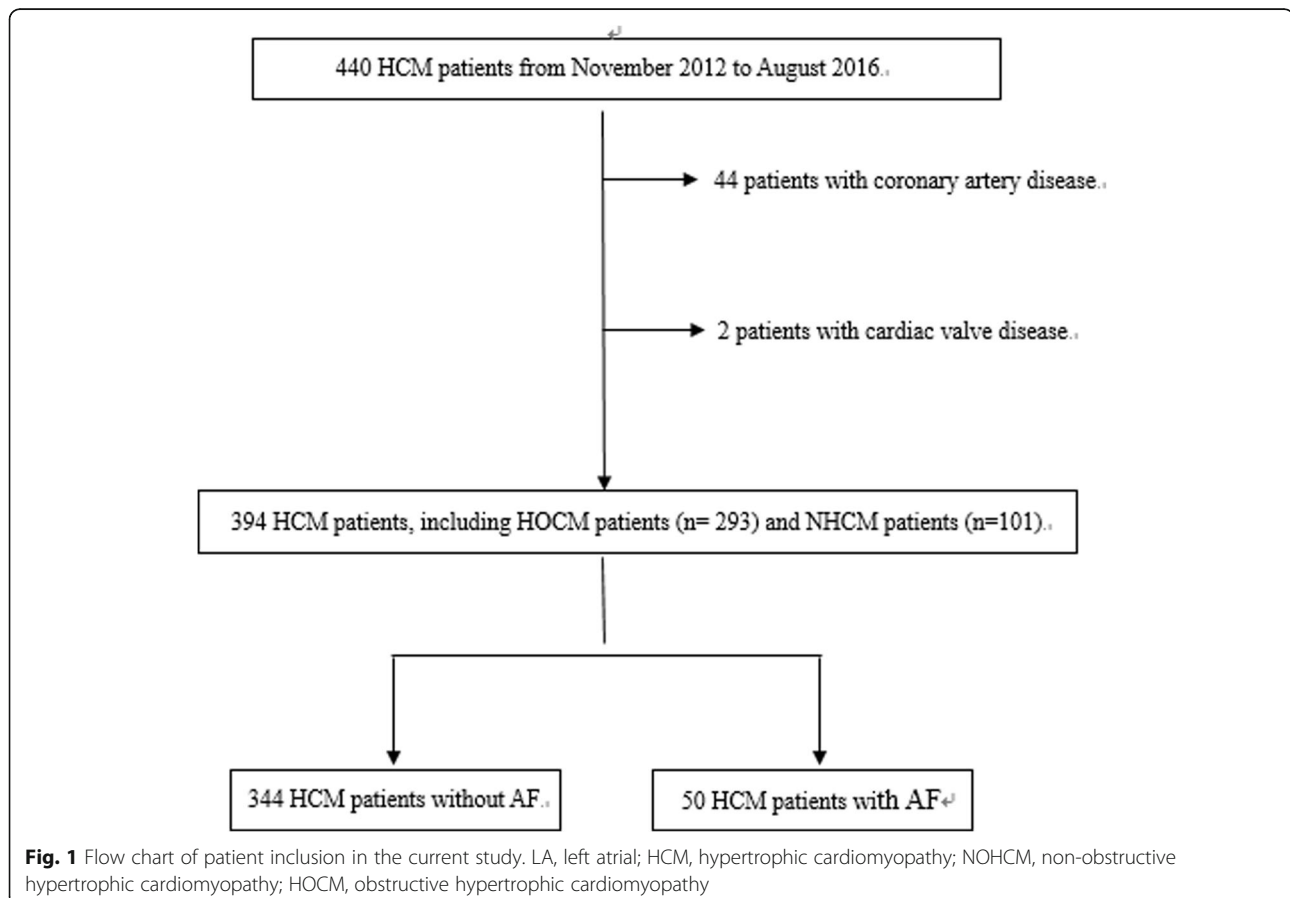 440 HCM patients from November 2012 to August 2016.
44 patients with coronary artery disease.
2 patients with cardiac valve disease.
394 HCM patients, including HOCM patients (n= 293) and NHCM patients (n=101).
344 HCM patients without AF.
50 HCM patients with AF↵
Fig. 1 Flow chart of patient inclusion in the current study. LA, left atrial; HCM, hypertrophic cardiomyopathy; NOHCM, non-obstructive
hypertrophic cardiomyopathy; HOCM, obstructive hypertrophic cardiomyopathy